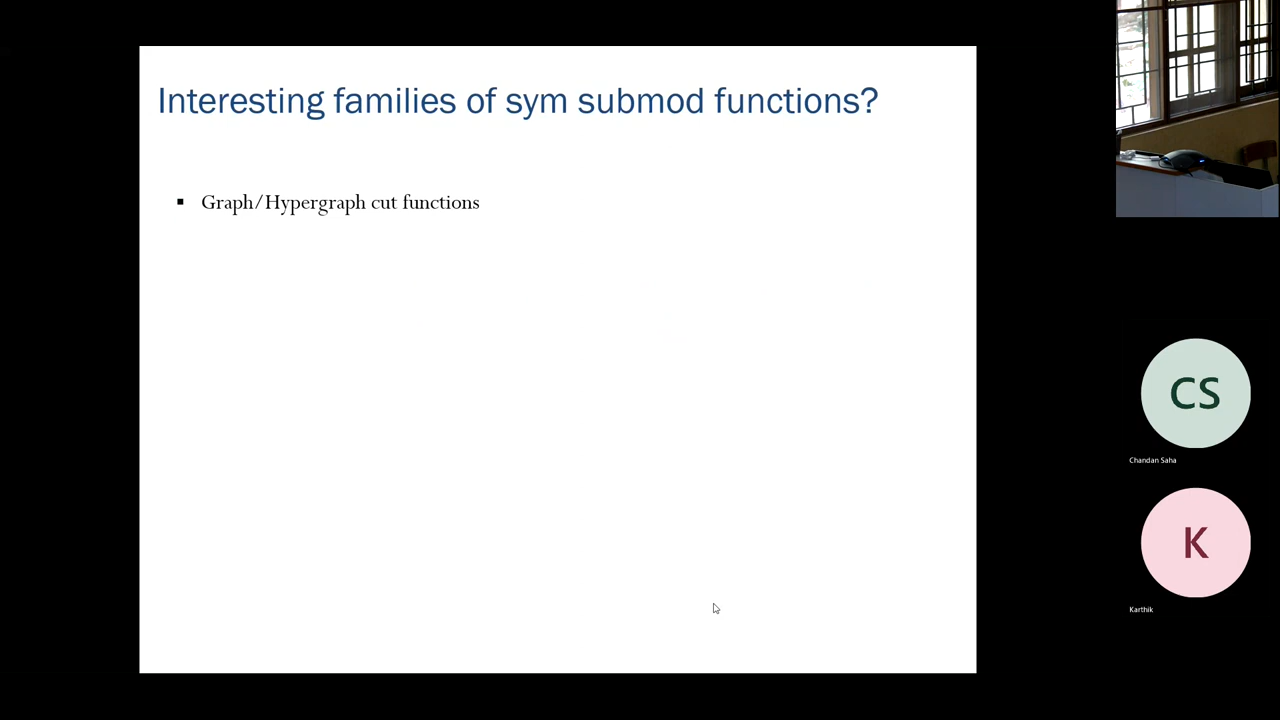 Interesting families of sym submod functions?
▪ Graph/Hypergraph cut functions
CS
Chandan Saha
K
Karthik